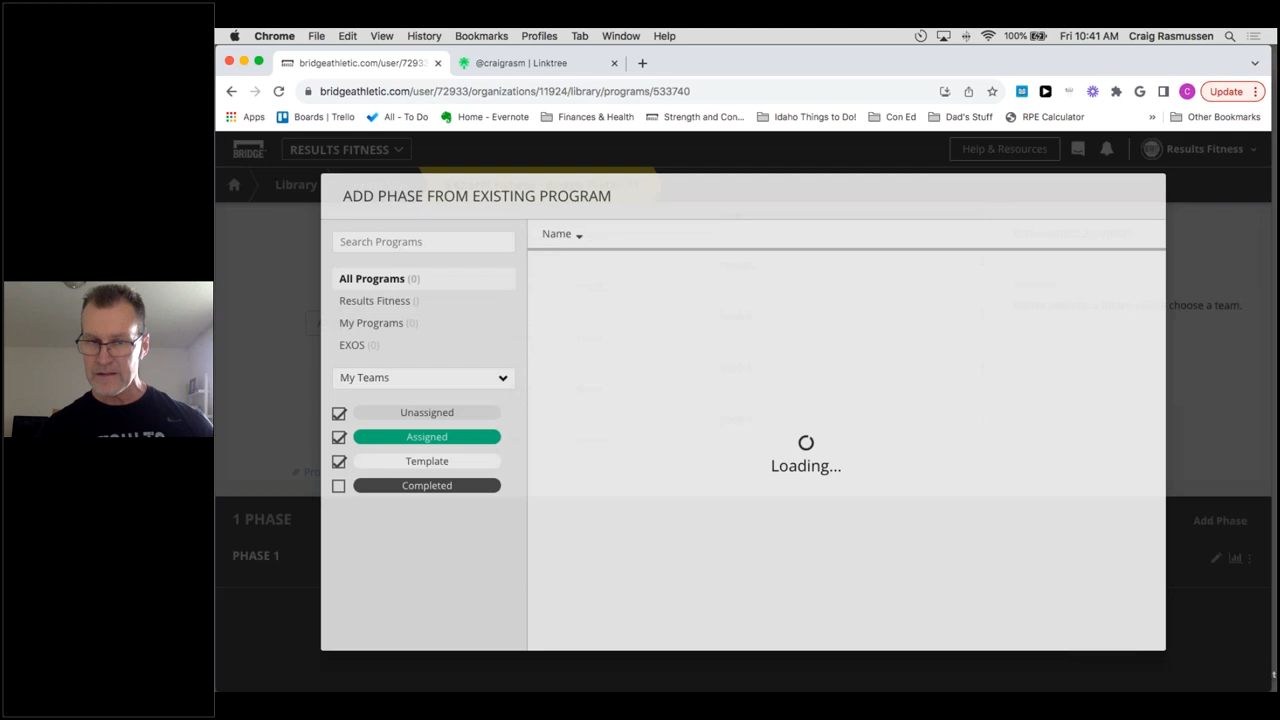 Chrome File Edit View History Bookmarks Profiles Tab Window Help 100% Fri 10:41 AM Craig Rasmussen
bridgeathletic.com/user/7293 @craigrasm | Linktree
bridgeathletic.com/user/72933/organizations/11924/library/programs/533740 C Update
Apps Boards | Trello All - To Do Home - Evernote Finances & Health Strength and Con... Idaho Things to Do! Con Ed Dad's Stuff RPE Calculator » Other Bookmarks
BRIDGE RESULTS FITNESS Help & Resources Results Fitness
Library
ADD PHASE FROM EXISTING PROGRAM
Search Programs
Name
All Programs (0)
Results Fitness ()
choose a team.
My Programs (0)
EXOS (0)
My Teams
Unassigned
Assigned
Template
Completed
Loading...
1 PHASE
Add Phase
PHASE 1